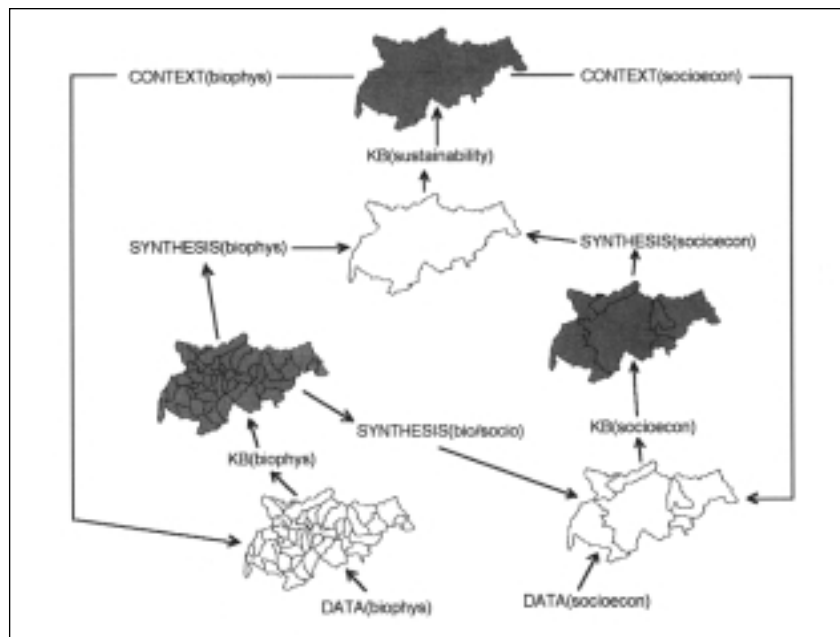 CONTEXT(biophys)
CONTEXT(socioecon)
KB(sustainability)
SYNTHESIS(biophys)
SYNTHESIS(socioecon)
SYNTHESIS(bio/socio)
KB(socioecon)
KB(biophys)
DATA(biophys)
DATA(socioecon)